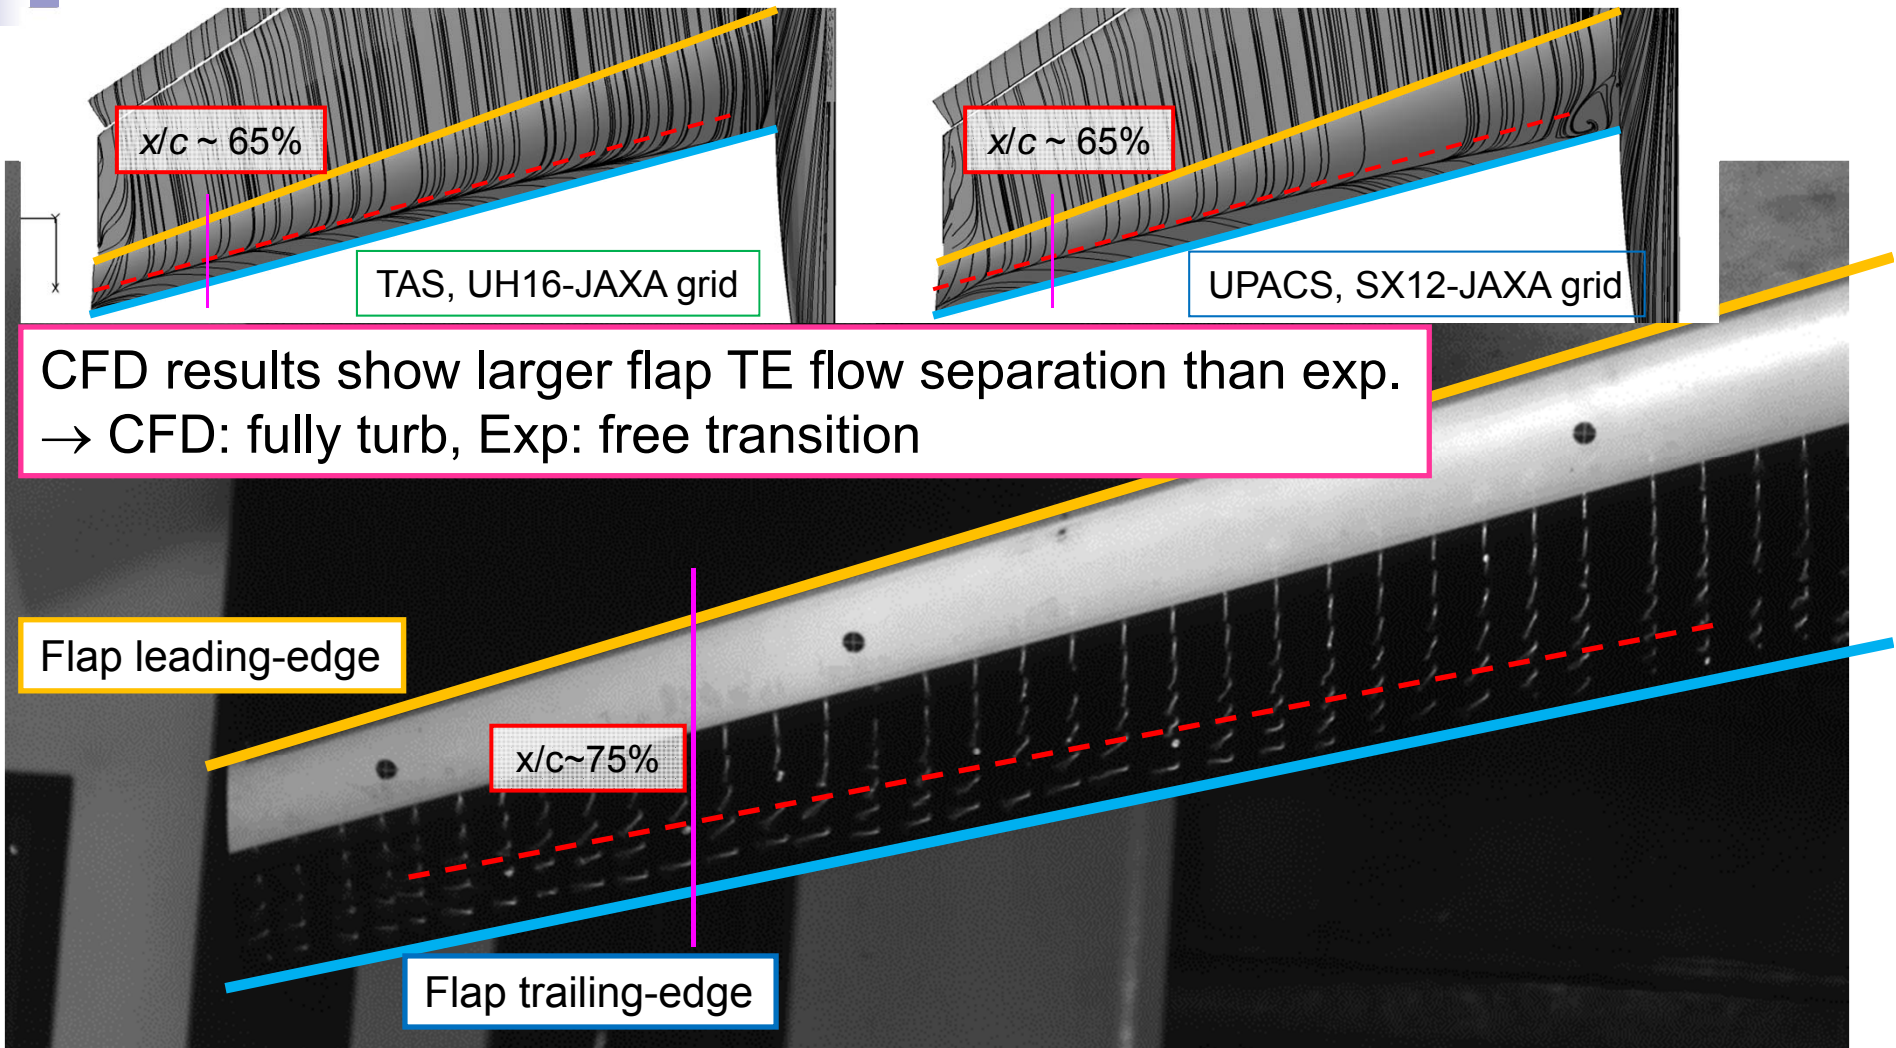 x/c ~ 65%
x/c ~ 65%
TAS, UH16-JAXA grid
UPACS, SX12-JAXA grid
CFD results show larger flap TE flow separation than exp.
→ CFD: fully turb, Exp: free transition
Flap leading-edge
x/c~75%
Flap trailing-edge